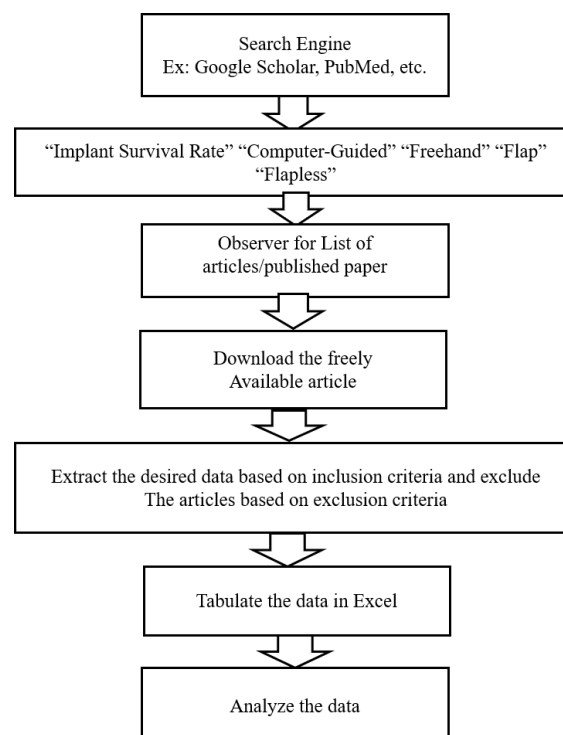 Search Engine
Ex: Google Scholar, PubMed, etc.
“Implant Survival Rate” “Computer-Guided” “Freehand” “Flap”
“Flapless”
Observer for List of
articles/published paper
Download the freely
Available article
Extract the desired data based on inclusion criteria and exclude
The articles based on exclusion criteria
Tabulate the data in Excel
Analyze the data